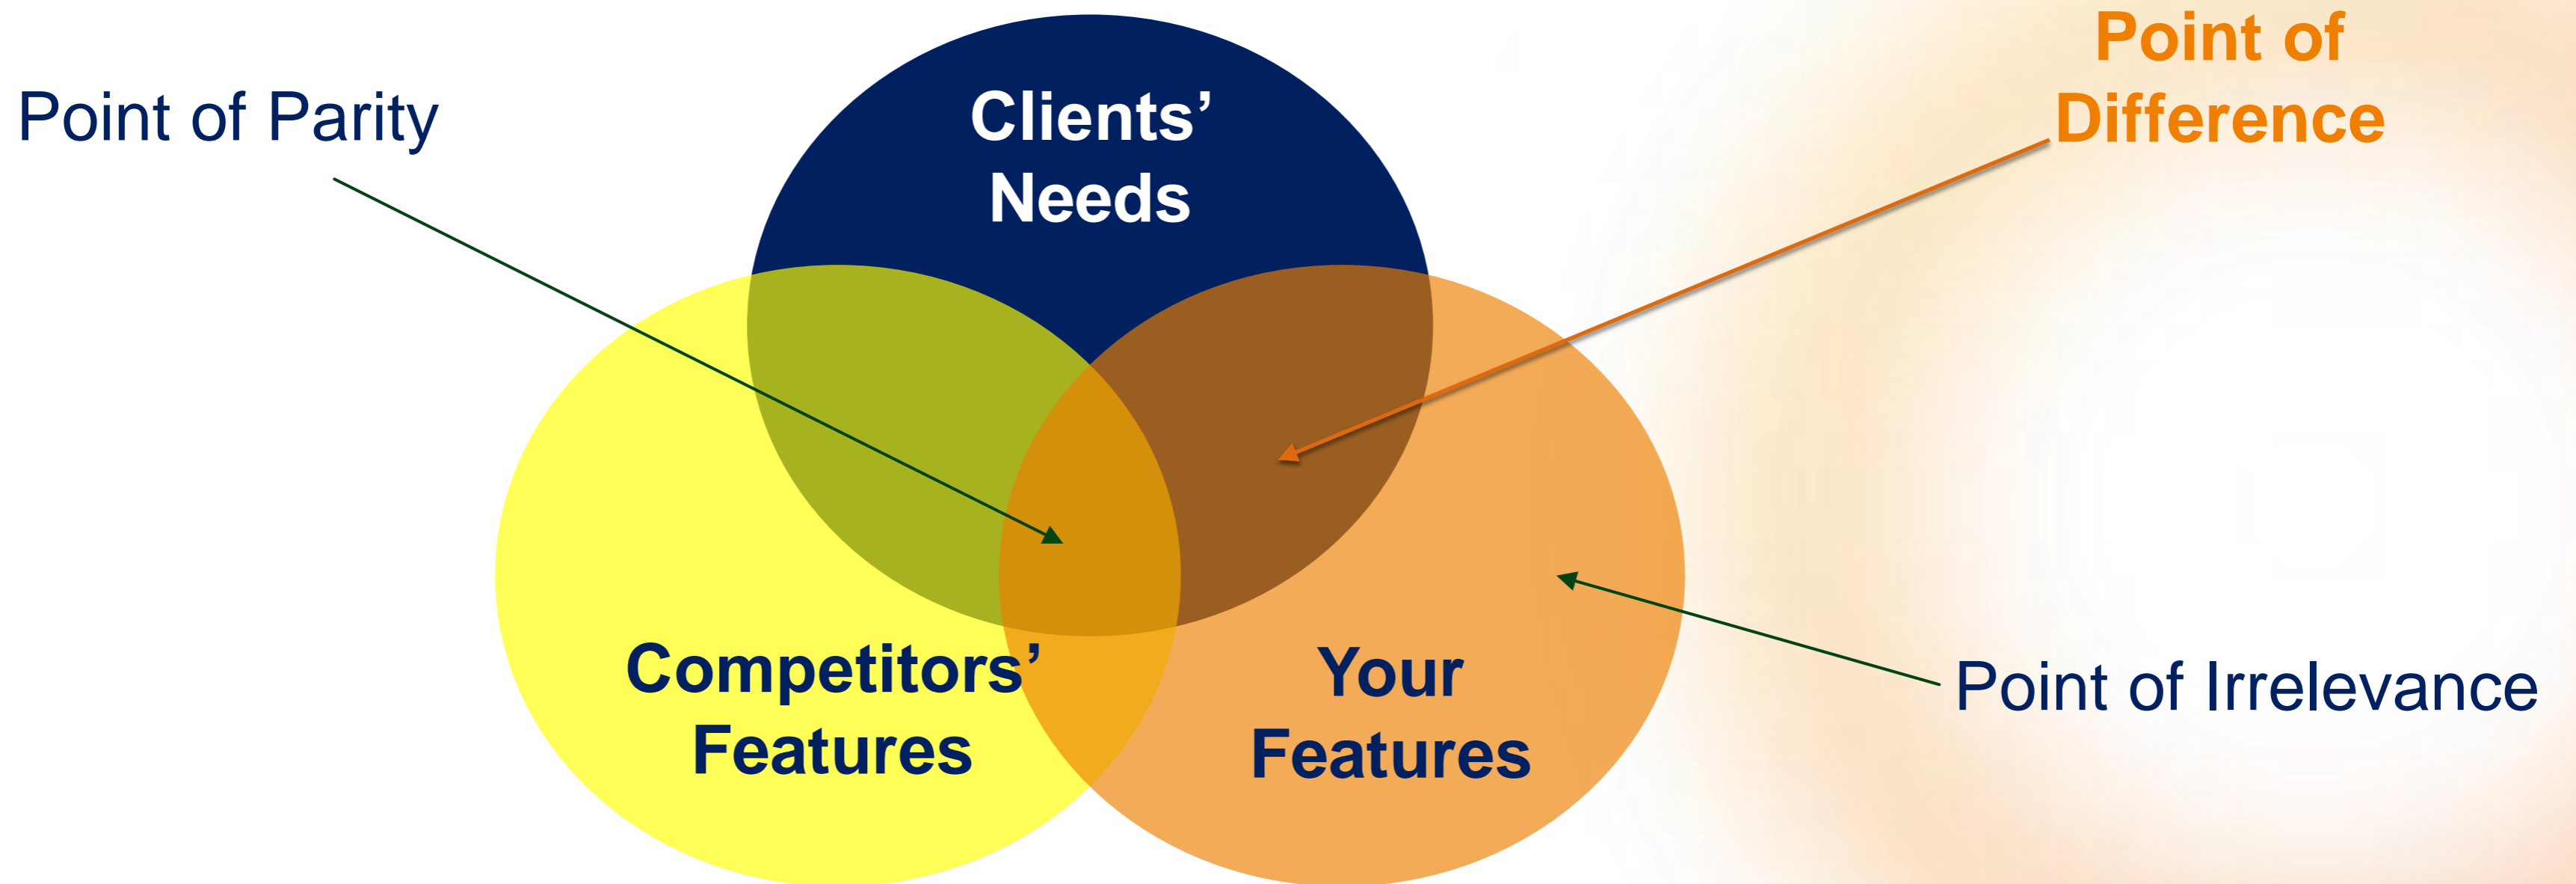 Point of
Difference
Point of Parity
Clients’
Needs
Competitors’
Features
Your
Features
Point of Irrelevance